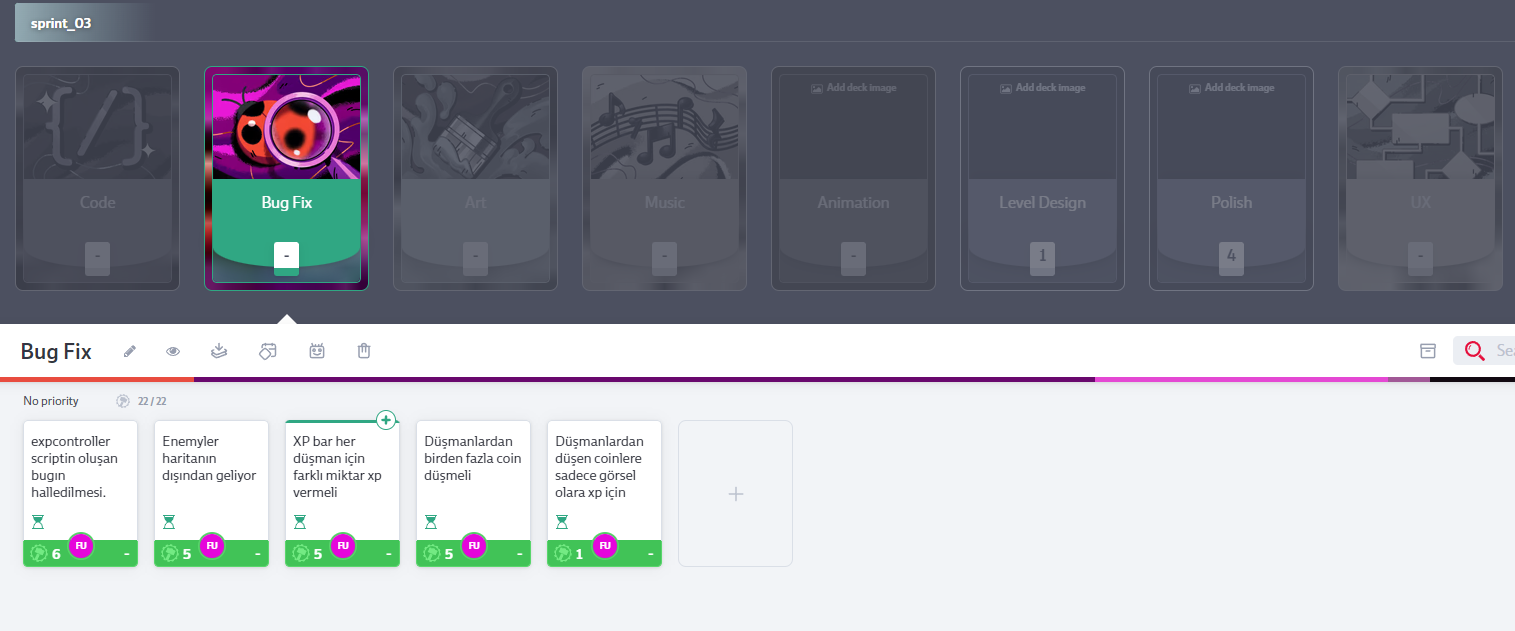 sprint_03
Add deck image
Add deck image
Add deck image
Code
Bug Fix
Art
Music
Animation
Level Design
Polish
UX
-
-
-
-
-
1
4
-
Bug Fix
Sea
No priority
22 / 22
expcontroller
scriptin oluşan
bugın
halledilmesi.
FU
6
-
Enemyler
haritanın
dışından geliyor
FU
5
-
XP bar her
düşman için
farklı miktar xp
vermeli
FU
5
-
Düşmanlardan
birden fazla coin
düşmeli
FU
5
-
Düşmanlardan
düşen coinlere
sadece görsel
olara xp için
FU
1
-